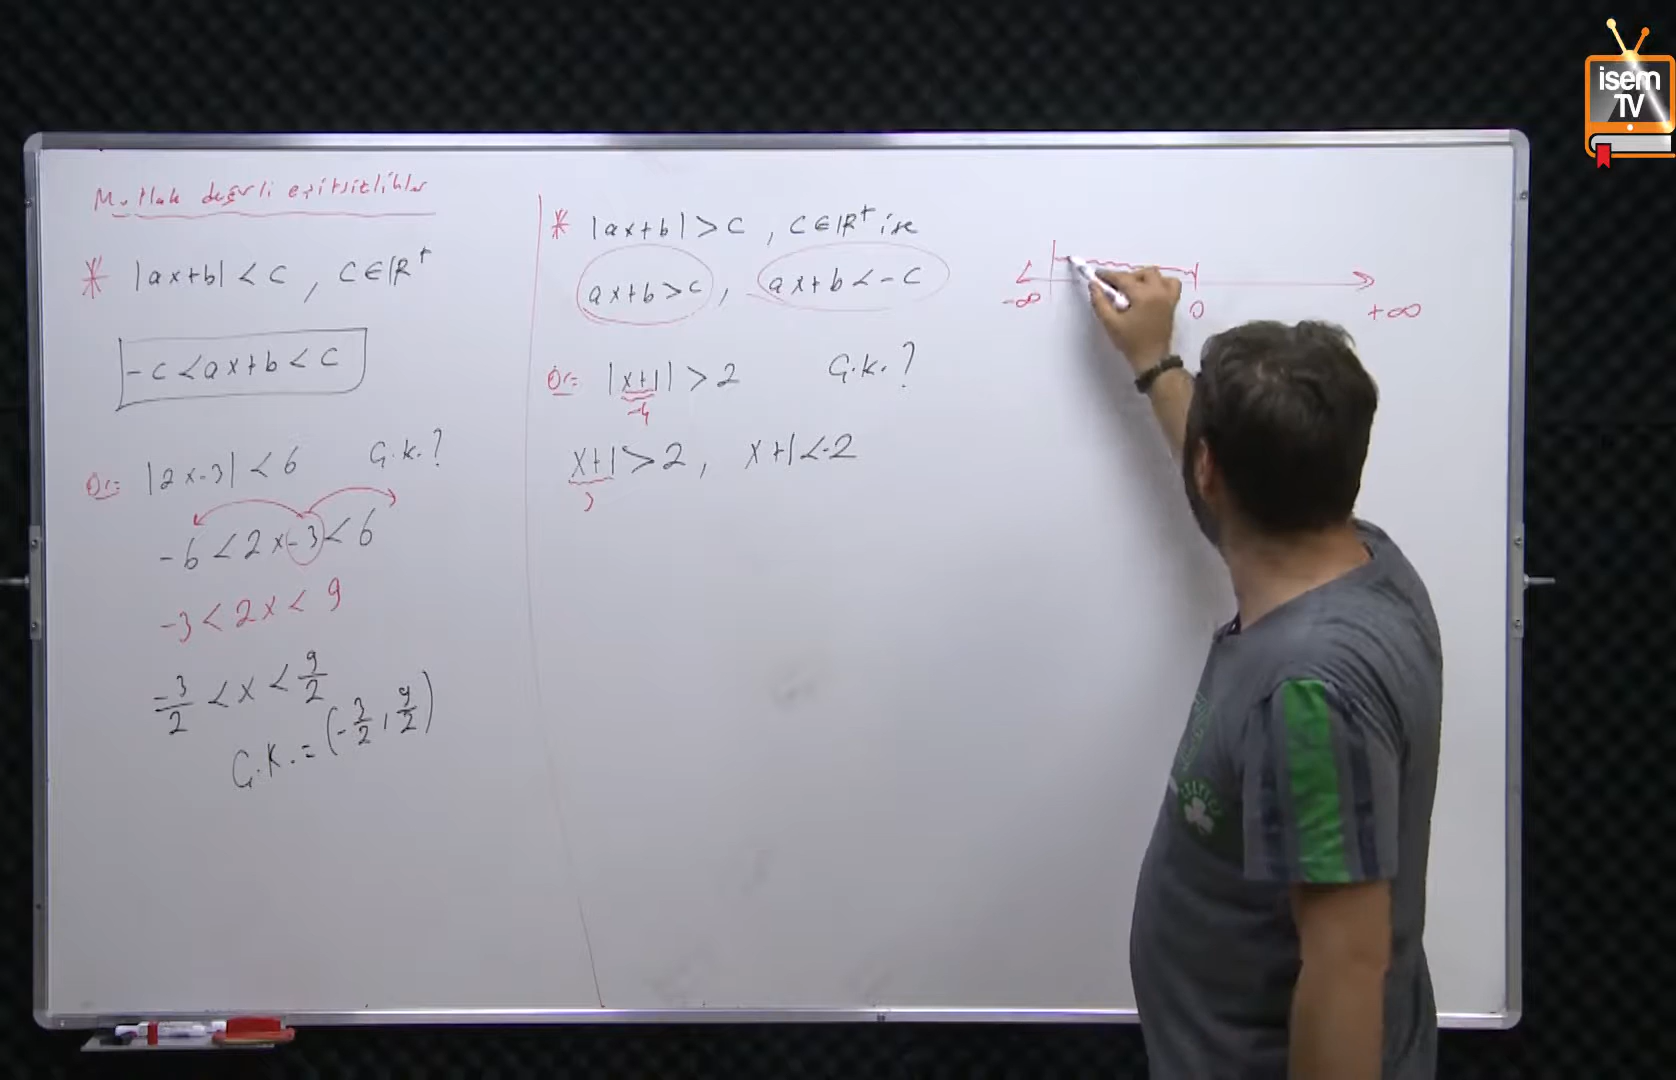 Mutlak değerli eşitsizlikler
* |ax+b| < c , c∈IR⁺
-c < ax+b < c
Ör: |2x-3| < 6 G.k.?
-6 < 2x-3 < 6
-3 < 2x < 9
-3/2 < x < 9/2
G.K. = (-3/2 , 9/2)
* |ax+b| > c , c∈IR⁺ ise
ax+b > c , ax+b < -c
Ör: |x+1| > 2 G.k.?
-4
x+1 > 2 , x+1 < -2
3
-∞ 0 +∞
isem
TV